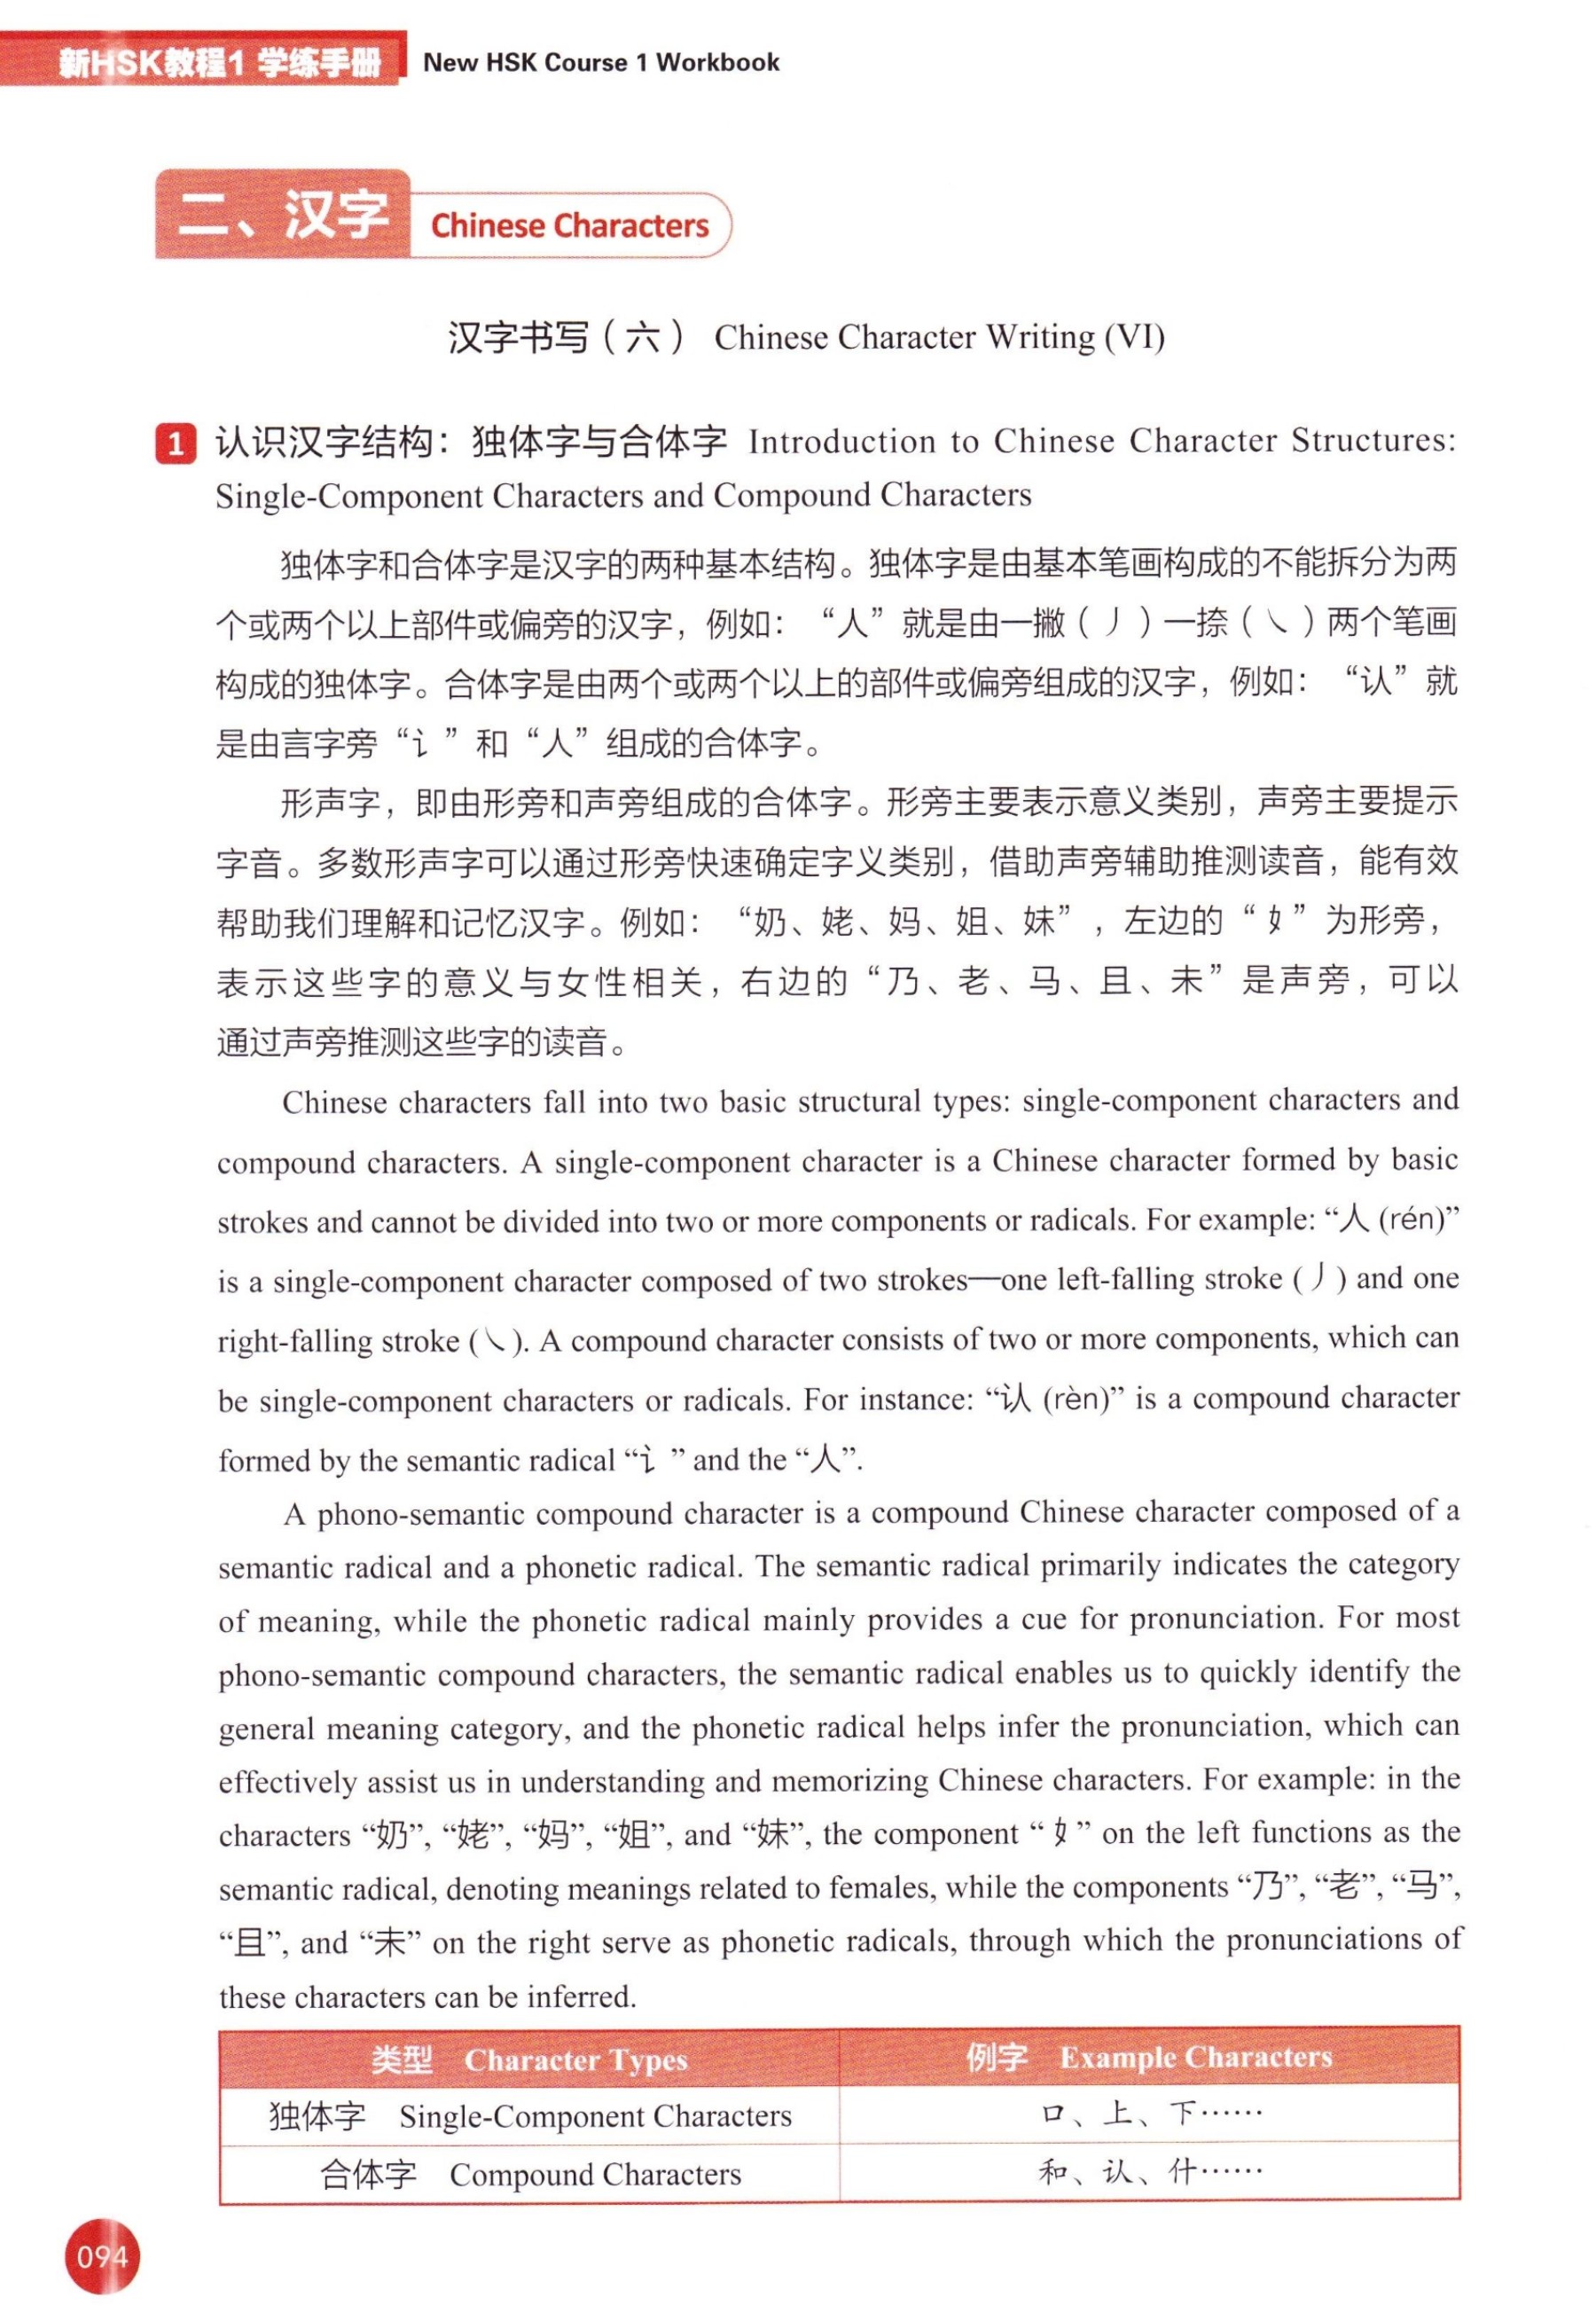 新HSK教程1 学练手册 New HSK Course 1 Workbook
二、汉字 Chinese Characters
汉字书写（六） Chinese Character Writing (VI)
1 认识汉字结构：独体字与合体字 Introduction to Chinese Character Structures:
Single-Component Characters and Compound Characters
独体字和合体字是汉字的两种基本结构。独体字是由基本笔画构成的不能拆分为两
个或两个以上部件或偏旁的汉字，例如：“人”就是由一撇（丿）一捺（㇏）两个笔画
构成的独体字。合体字是由两个或两个以上的部件或偏旁组成的汉字，例如：“认”就
是由言字旁“讠”和“人”组成的合体字。
形声字，即由形旁和声旁组成的合体字。形旁主要表示意义类别，声旁主要提示
字音。多数形声字可以通过形旁快速确定字义类别，借助声旁辅助推测读音，能有效
帮助我们理解和记忆汉字。例如：“奶、姥、妈、姐、妹”，左边的“女”为形旁，
表示这些字的意义与女性相关，右边的“乃、老、马、且、未”是声旁，可以
通过声旁推测这些字的读音。
Chinese characters fall into two basic structural types: single-component characters and
compound characters. A single-component character is a Chinese character formed by basic
strokes and cannot be divided into two or more components or radicals. For example: “人 (rén)”
is a single-component character composed of two strokes—one left-falling stroke (丿) and one
right-falling stroke (㇏). A compound character consists of two or more components, which can
be single-component characters or radicals. For instance: “认 (rèn)” is a compound character
formed by the semantic radical “讠” and the “人”.
A phono-semantic compound character is a compound Chinese character composed of a
semantic radical and a phonetic radical. The semantic radical primarily indicates the category
of meaning, while the phonetic radical mainly provides a cue for pronunciation. For most
phono-semantic compound characters, the semantic radical enables us to quickly identify the
general meaning category, and the phonetic radical helps infer the pronunciation, which can
effectively assist us in understanding and memorizing Chinese characters. For example: in the
characters “奶”, “姥”, “妈”, “姐”, and “妹”, the component “女” on the left functions as the
semantic radical, denoting meanings related to females, while the components “乃”, “老”, “马”,
“且”, and “未” on the right serve as phonetic radicals, through which the pronunciations of
these characters can be inferred.
类型 Character Types 例字 Example Characters
独体字 Single-Component Characters 口、上、下……
合体字 Compound Characters 和、认、什……
094